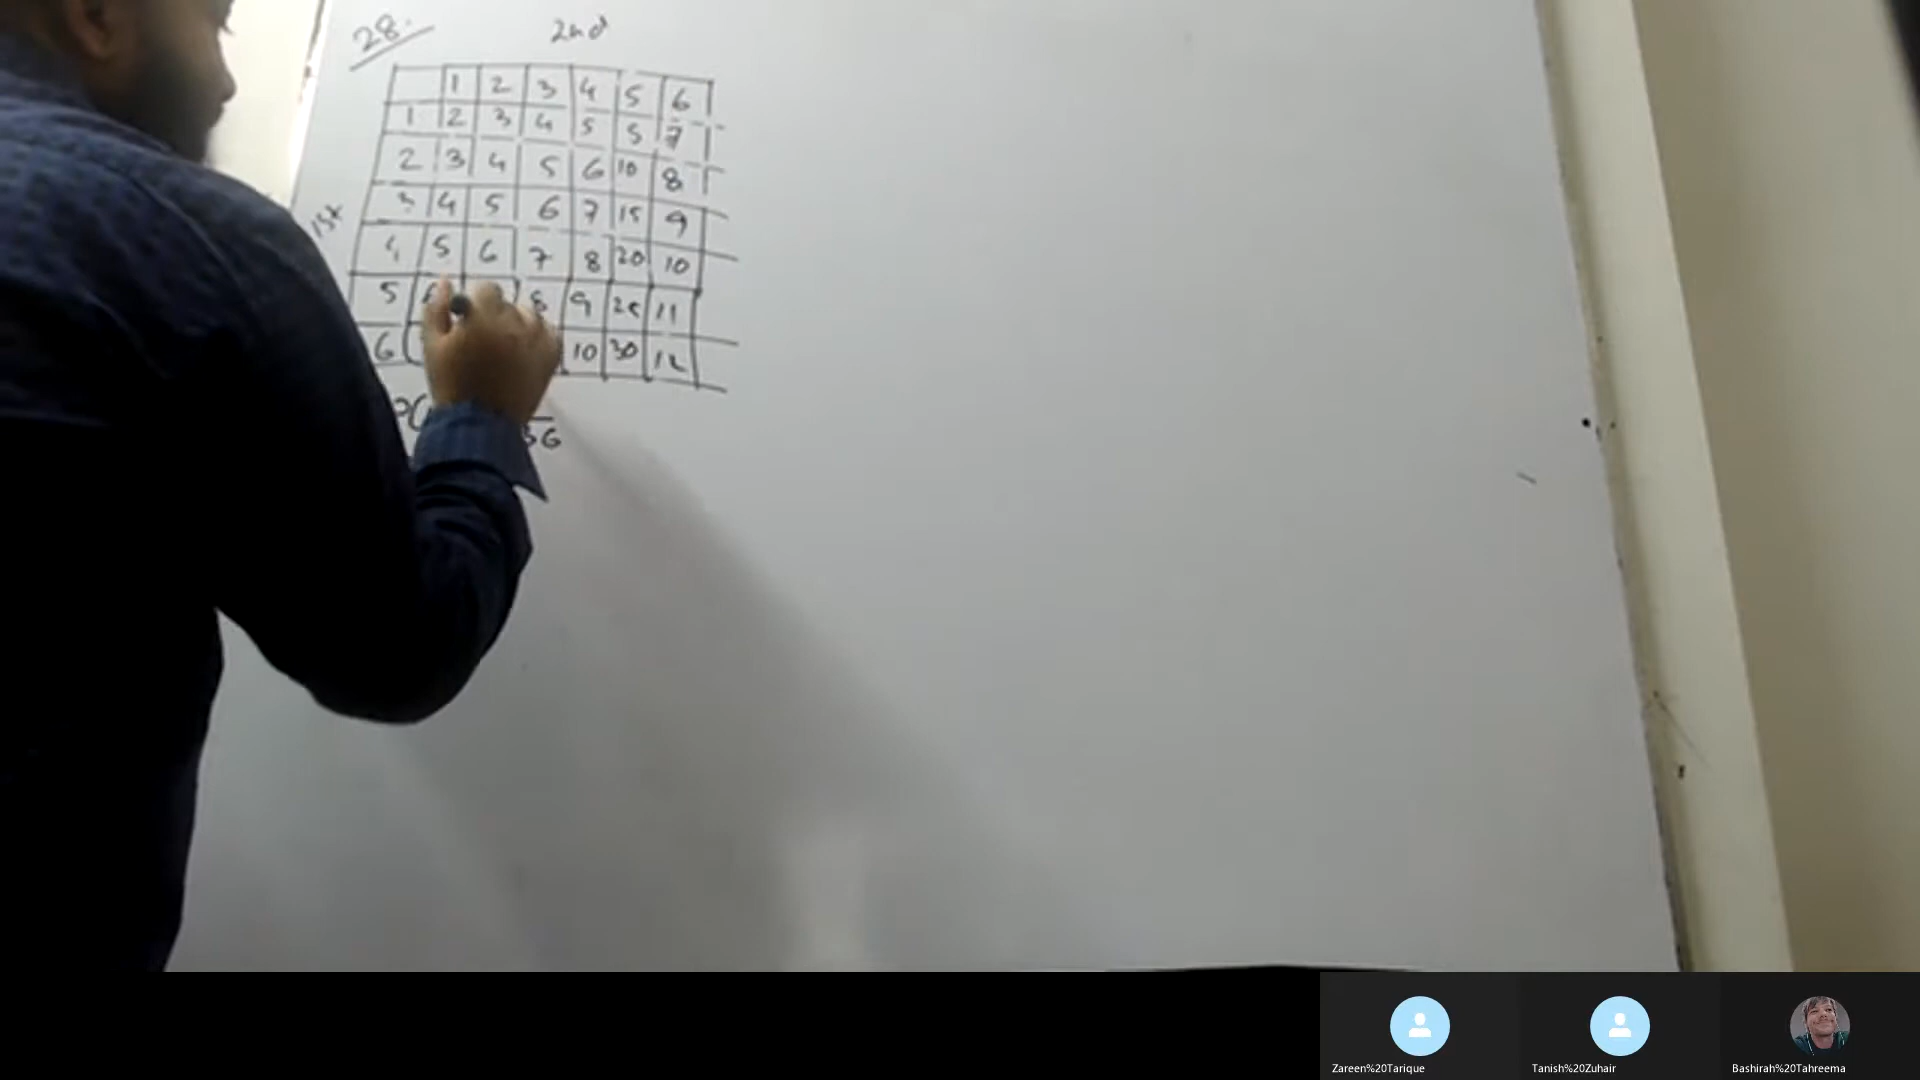 28.
2nd
1 2 3 4 5 6
1 2 3 4 5 5 7
2 3 4 5 6 10 8
1st
3 4 5 6 7 15 9
4 5 6 7 8 20 10
5 8 9 25 11
6 10 30 12
P(
36
Zareen%20Tarique
Tanish%20Zuhair
Bashirah%20Tahreema